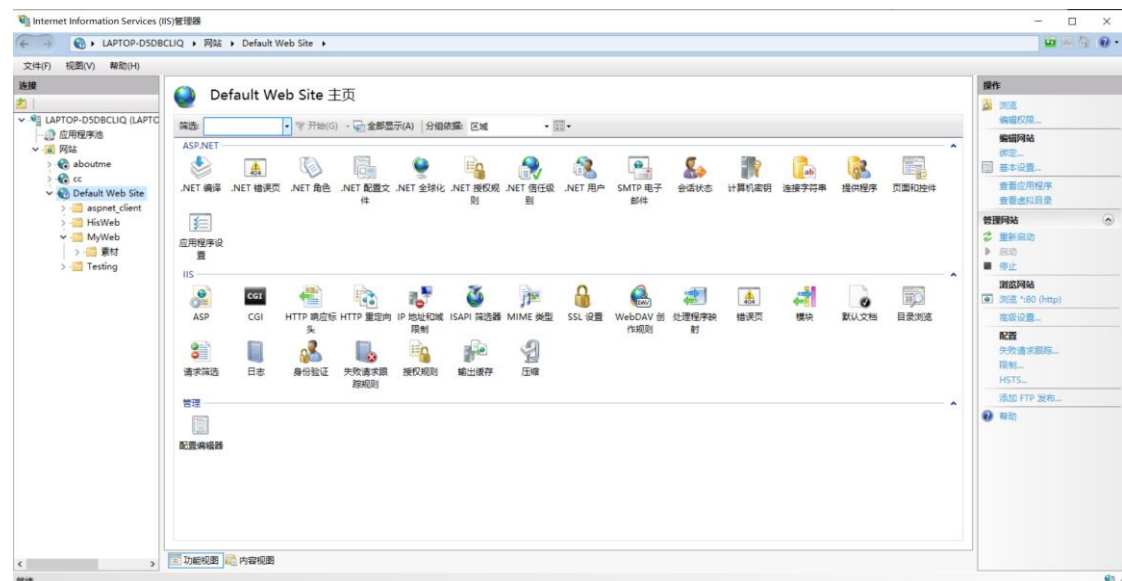 Internet Information Services (IIS)管理器
LAPTOP-D5DBCLIQ 网站 Default Web Site
文件(F) 视图(V) 帮助(H)
连接
LAPTOP-D5DBCLIQ (LAPTC
应用程序池
网站
aboutme
cc
Default Web Site
aspnet_client
HisWeb
MyWeb
素材
Testing
Default Web Site 主页
筛选: 开始(G) 全部显示(A) 分组依据: 区域
ASP.NET
.NET 编译
.NET 错误页
.NET 角色
.NET 配置文
件
.NET 全球化
.NET 授权规
则
.NET 信任级
别
.NET 用户
SMTP 电子
邮件
会话状态
计算机密钥
连接字符串
提供程序
页面和控件
应用程序设
置
IIS
ASP
CGI
HTTP 响应标
头
HTTP 重定向
IP 地址和域
限制
ISAPI 筛选器
MIME 类型
SSL 设置
WebDAV 创
作规则
处理程序映
射
错误页
模块
默认文档
目录浏览
请求筛选
日志
身份验证
失败请求跟
踪规则
授权规则
输出缓存
压缩
管理
配置编辑器
功能视图 内容视图
操作
浏览
编辑权限...
编辑网站
绑定...
基本设置...
查看应用程序
查看虚拟目录
管理网站
重新启动
启动
停止
浏览网站
浏览 *:80 (http)
高级设置...
配置
失败请求跟踪...
限制...
HSTS...
添加 FTP 发布...
帮助